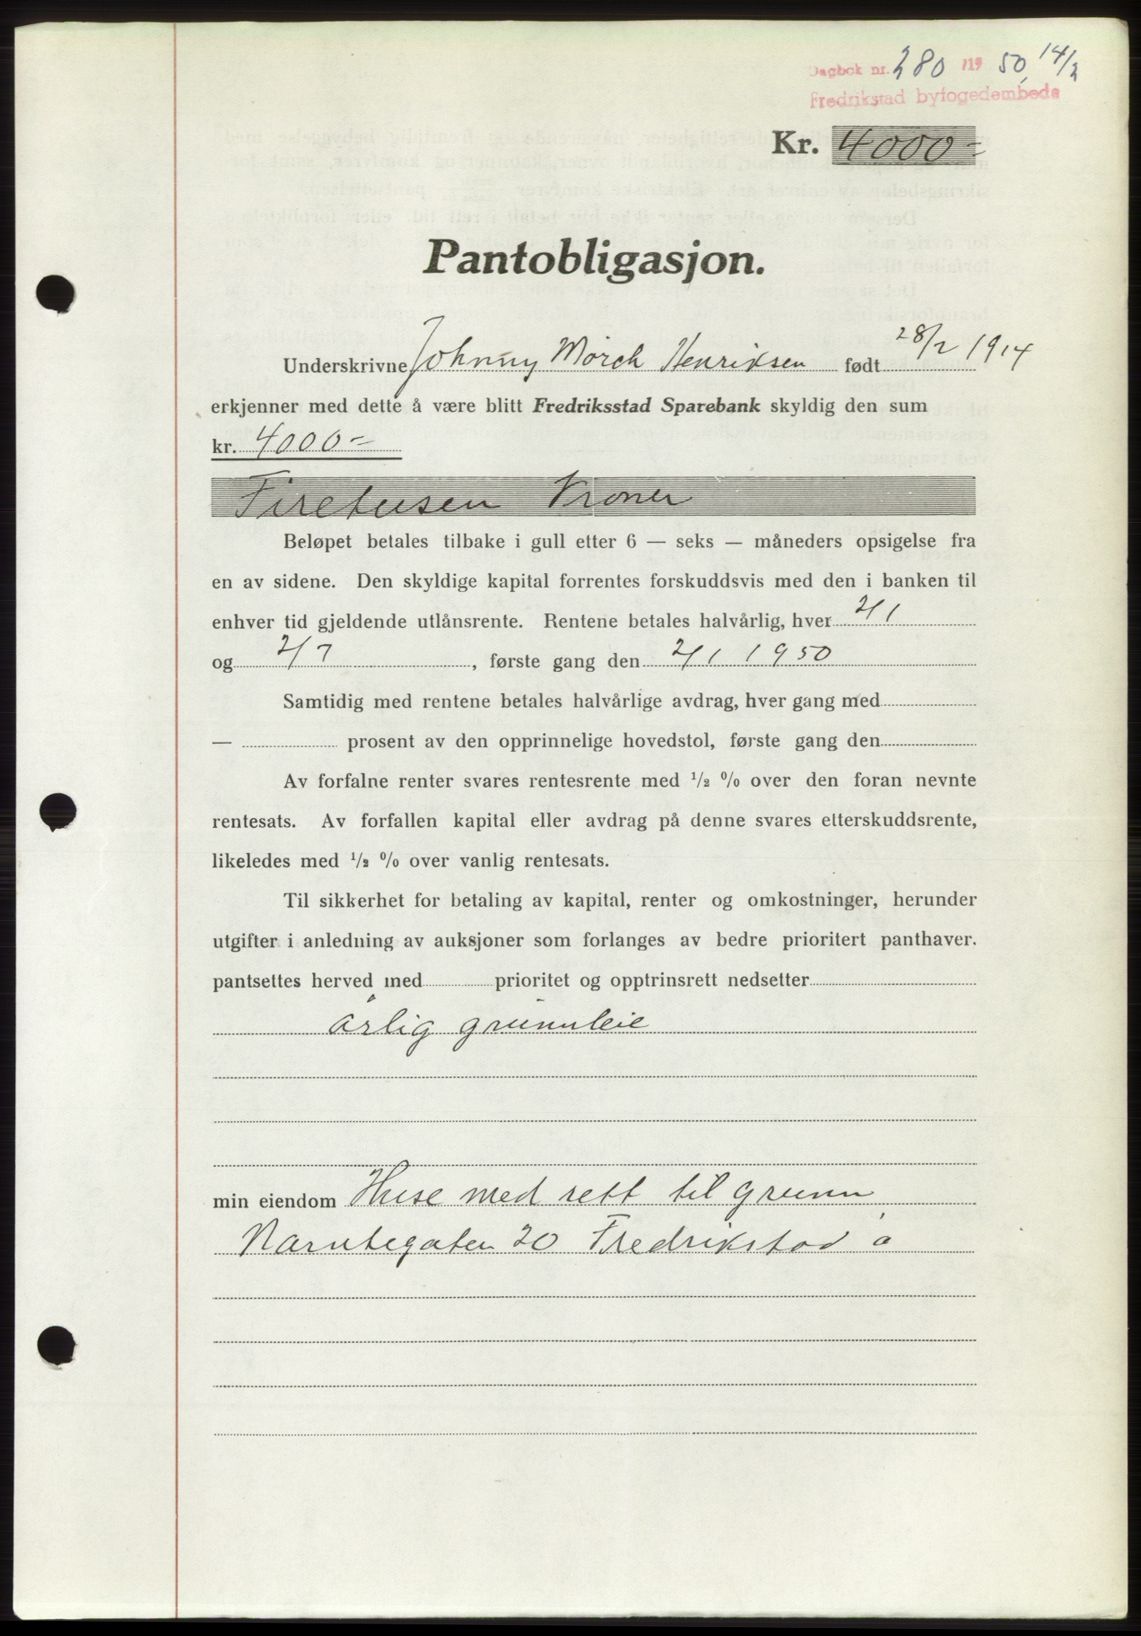 Dagbok nr. 280 /19 50, 14/2
Fredrikstad byfogedembede
Kr. 4000=
Pantobligasjon.
Underskrivne Johnny Mörch Henriksen født 28/2 1914
erkjenner med dette å være blitt Fredriksstad Sparebank skyldig den sum
kr. 4000=
Firetusen Kroner
Beløpet betales tilbake i gull etter 6 — seks — måneders opsigelse fra
en av sidene. Den skyldige kapital forrentes forskuddsvis med den i banken til
enhver tid gjeldende utlånsrente. Rentene betales halvårlig, hver 2/1
og 2/7, første gang den 2/1 1950
Samtidig med rentene betales halvårlige avdrag, hver gang med
— prosent av den opprinnelige hovedstol, første gang den
Av forfalne renter svares rentesrente med 1/2 % over den foran nevnte
rentesats. Av forfallen kapital eller avdrag på denne svares etterskuddsrente,
likeledes med 1/2 % over vanlig rentesats.
Til sikkerhet for betaling av kapital, renter og omkostninger, herunder
utgifter i anledning av auksjoner som forlanges av bedre prioritert panthaver.
pantsettes herved med prioritet og opptrinsrett nedsetter
årlig grunnleie
min eiendom Huse med rett til grunn
20 Fredrikstad å